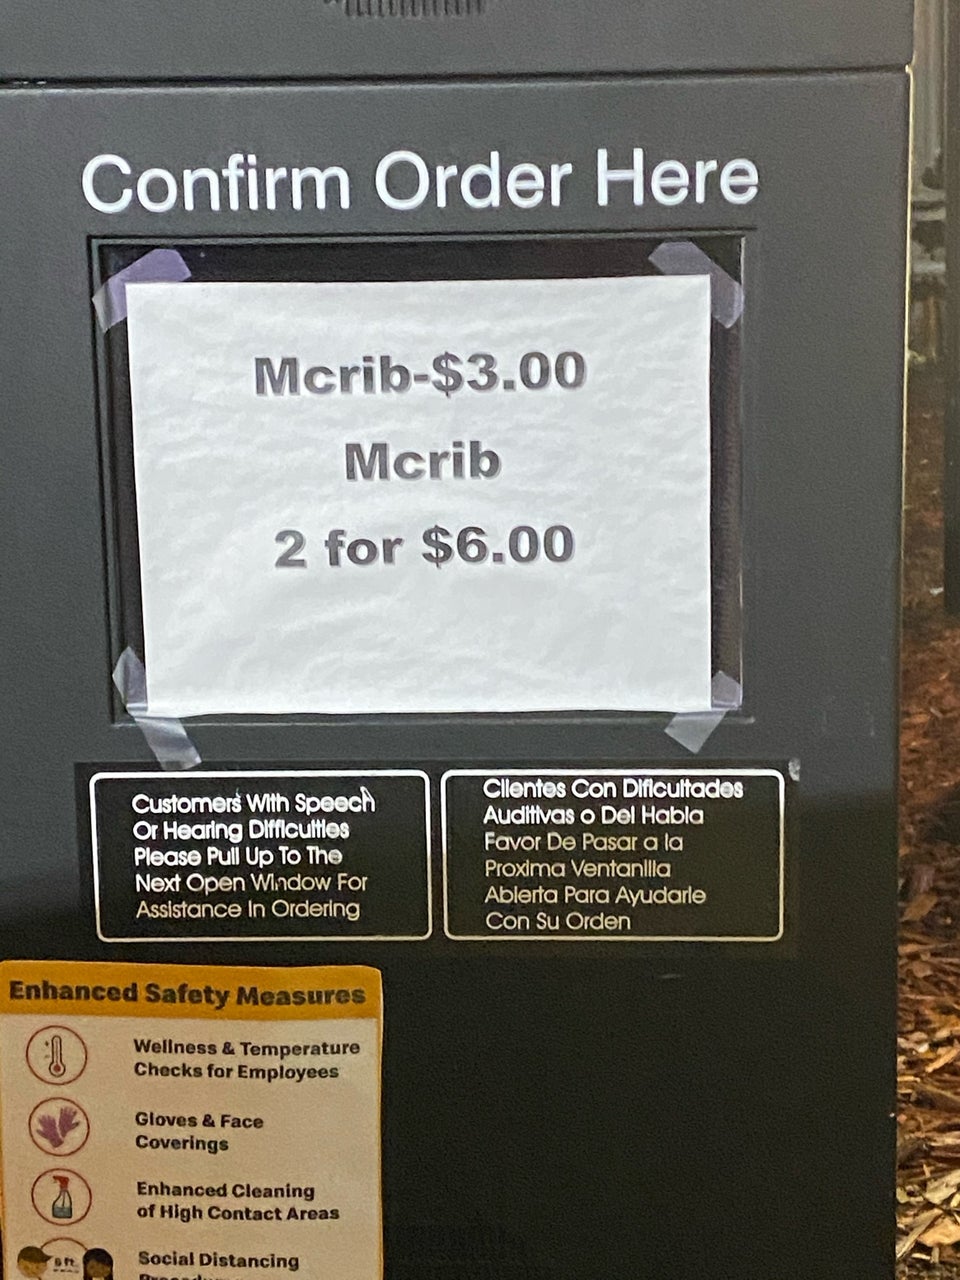 Confirm Order Here
Mcrib-$3.00
Mcrib
2 for $6.00
Customers With Speech
Or Hearing Difficulties
Please Pull Up To The
Next Open Window For
Assistance In Ordering
Clientes Con Dificultades
Auditivas o Del Habla
Favor De Pasar a la
Proxima Ventanilla
Abierta Para Ayudarle
Con Su Orden
Enhanced Safety Measures
Wellness & Temperature
Checks for Employees
Gloves & Face
Coverings
Enhanced Cleaning
of High Contact Areas
6 ft.
Social Distancing